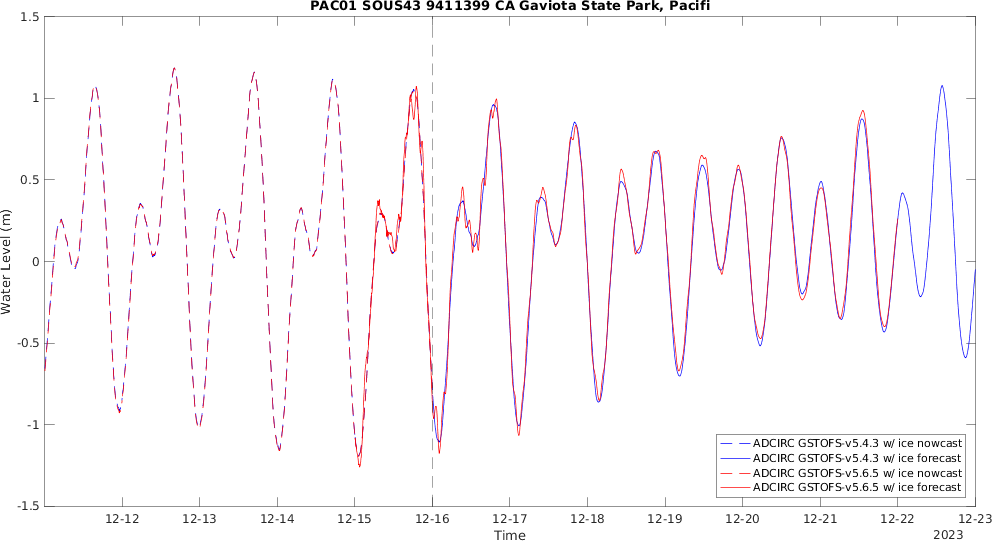 PAC01 SOUS43 9411399 CA Gaviota State Park, Pacifi
1.5
1
0.5
0
-0.5
-1
-1.5
Water Level (m)
12-12
12-13
12-14
12-15
12-16
12-17
12-18
12-19
12-20
12-21
12-22
12-23
Time
2023
ADCIRC GSTOFS-v5.4.3 w/ ice nowcast
ADCIRC GSTOFS-v5.4.3 w/ ice forecast
ADCIRC GSTOFS-v5.6.5 w/ ice nowcast
ADCIRC GSTOFS-v5.6.5 w/ ice forecast